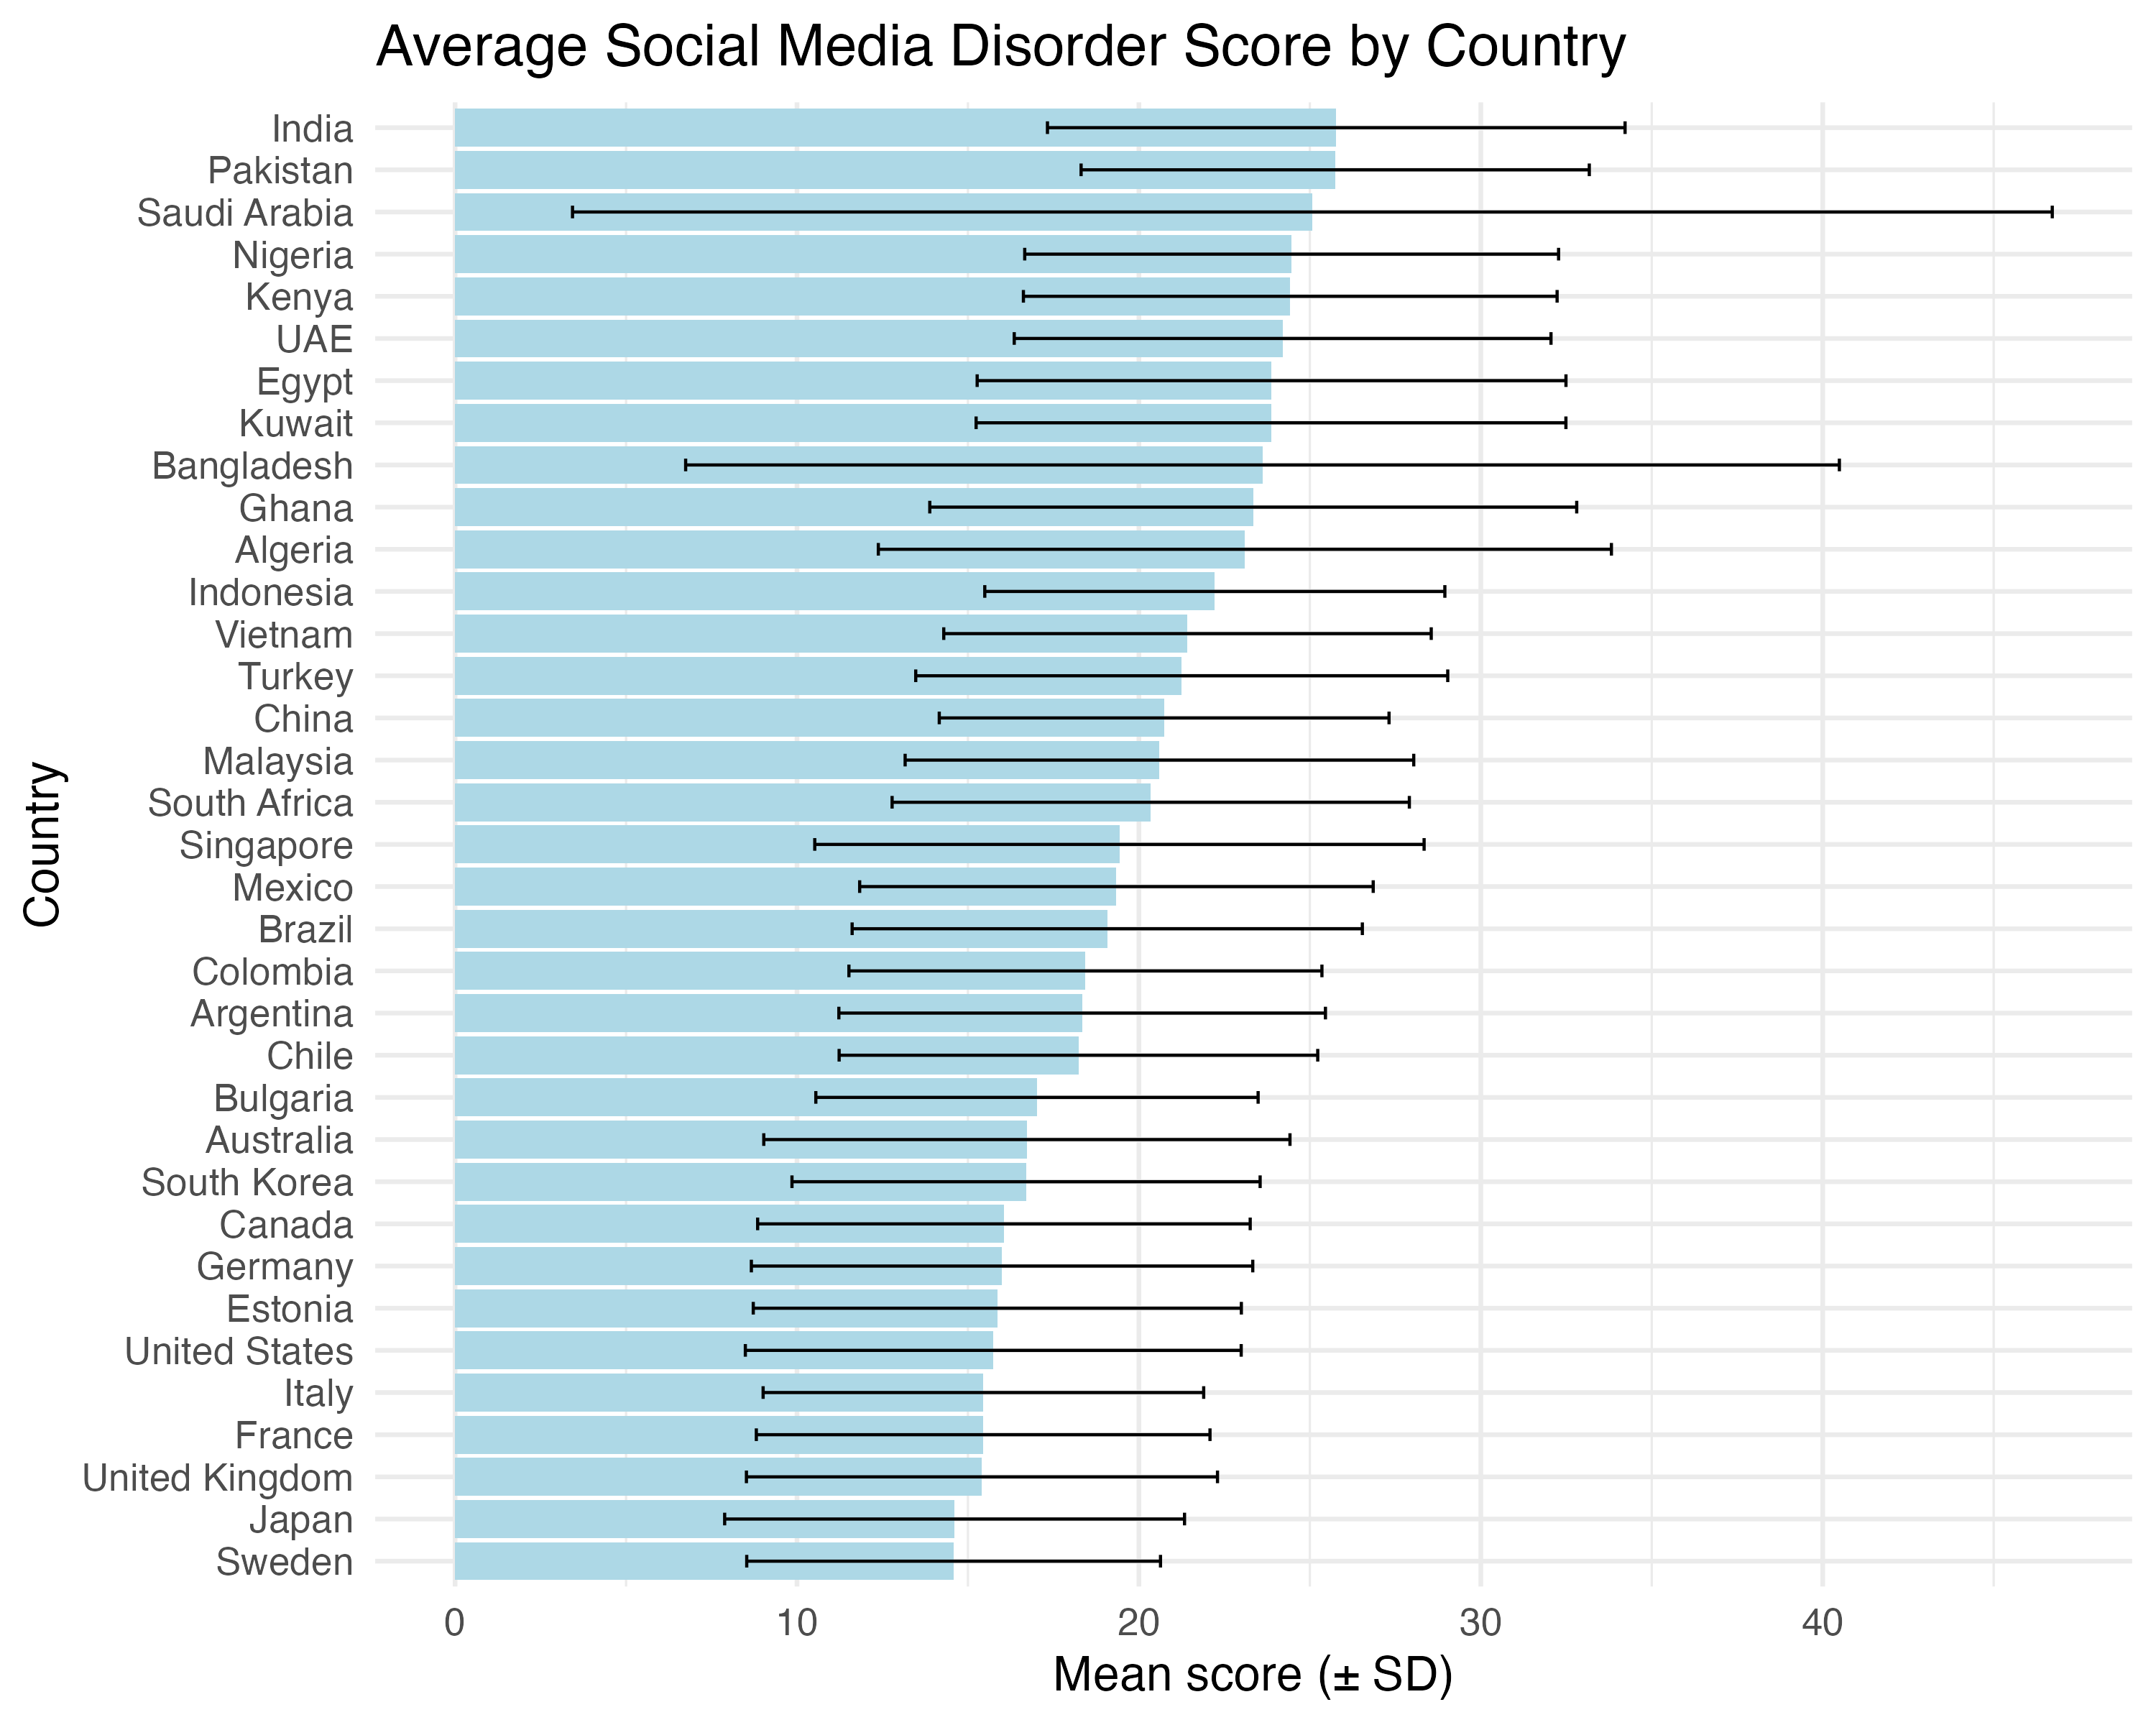 Average Social Media Disorder Score by Country
Country
India
Pakistan
Saudi Arabia
Nigeria
Kenya
UAE
Egypt
Kuwait
Bangladesh
Ghana
Algeria
Indonesia
Vietnam
Turkey
China
Malaysia
South Africa
Singapore
Mexico
Brazil
Colombia
Argentina
Chile
Bulgaria
Australia
South Korea
Canada
Germany
Estonia
United States
Italy
France
United Kingdom
Japan
Sweden
0 10 20 30 40
Mean score (± SD)